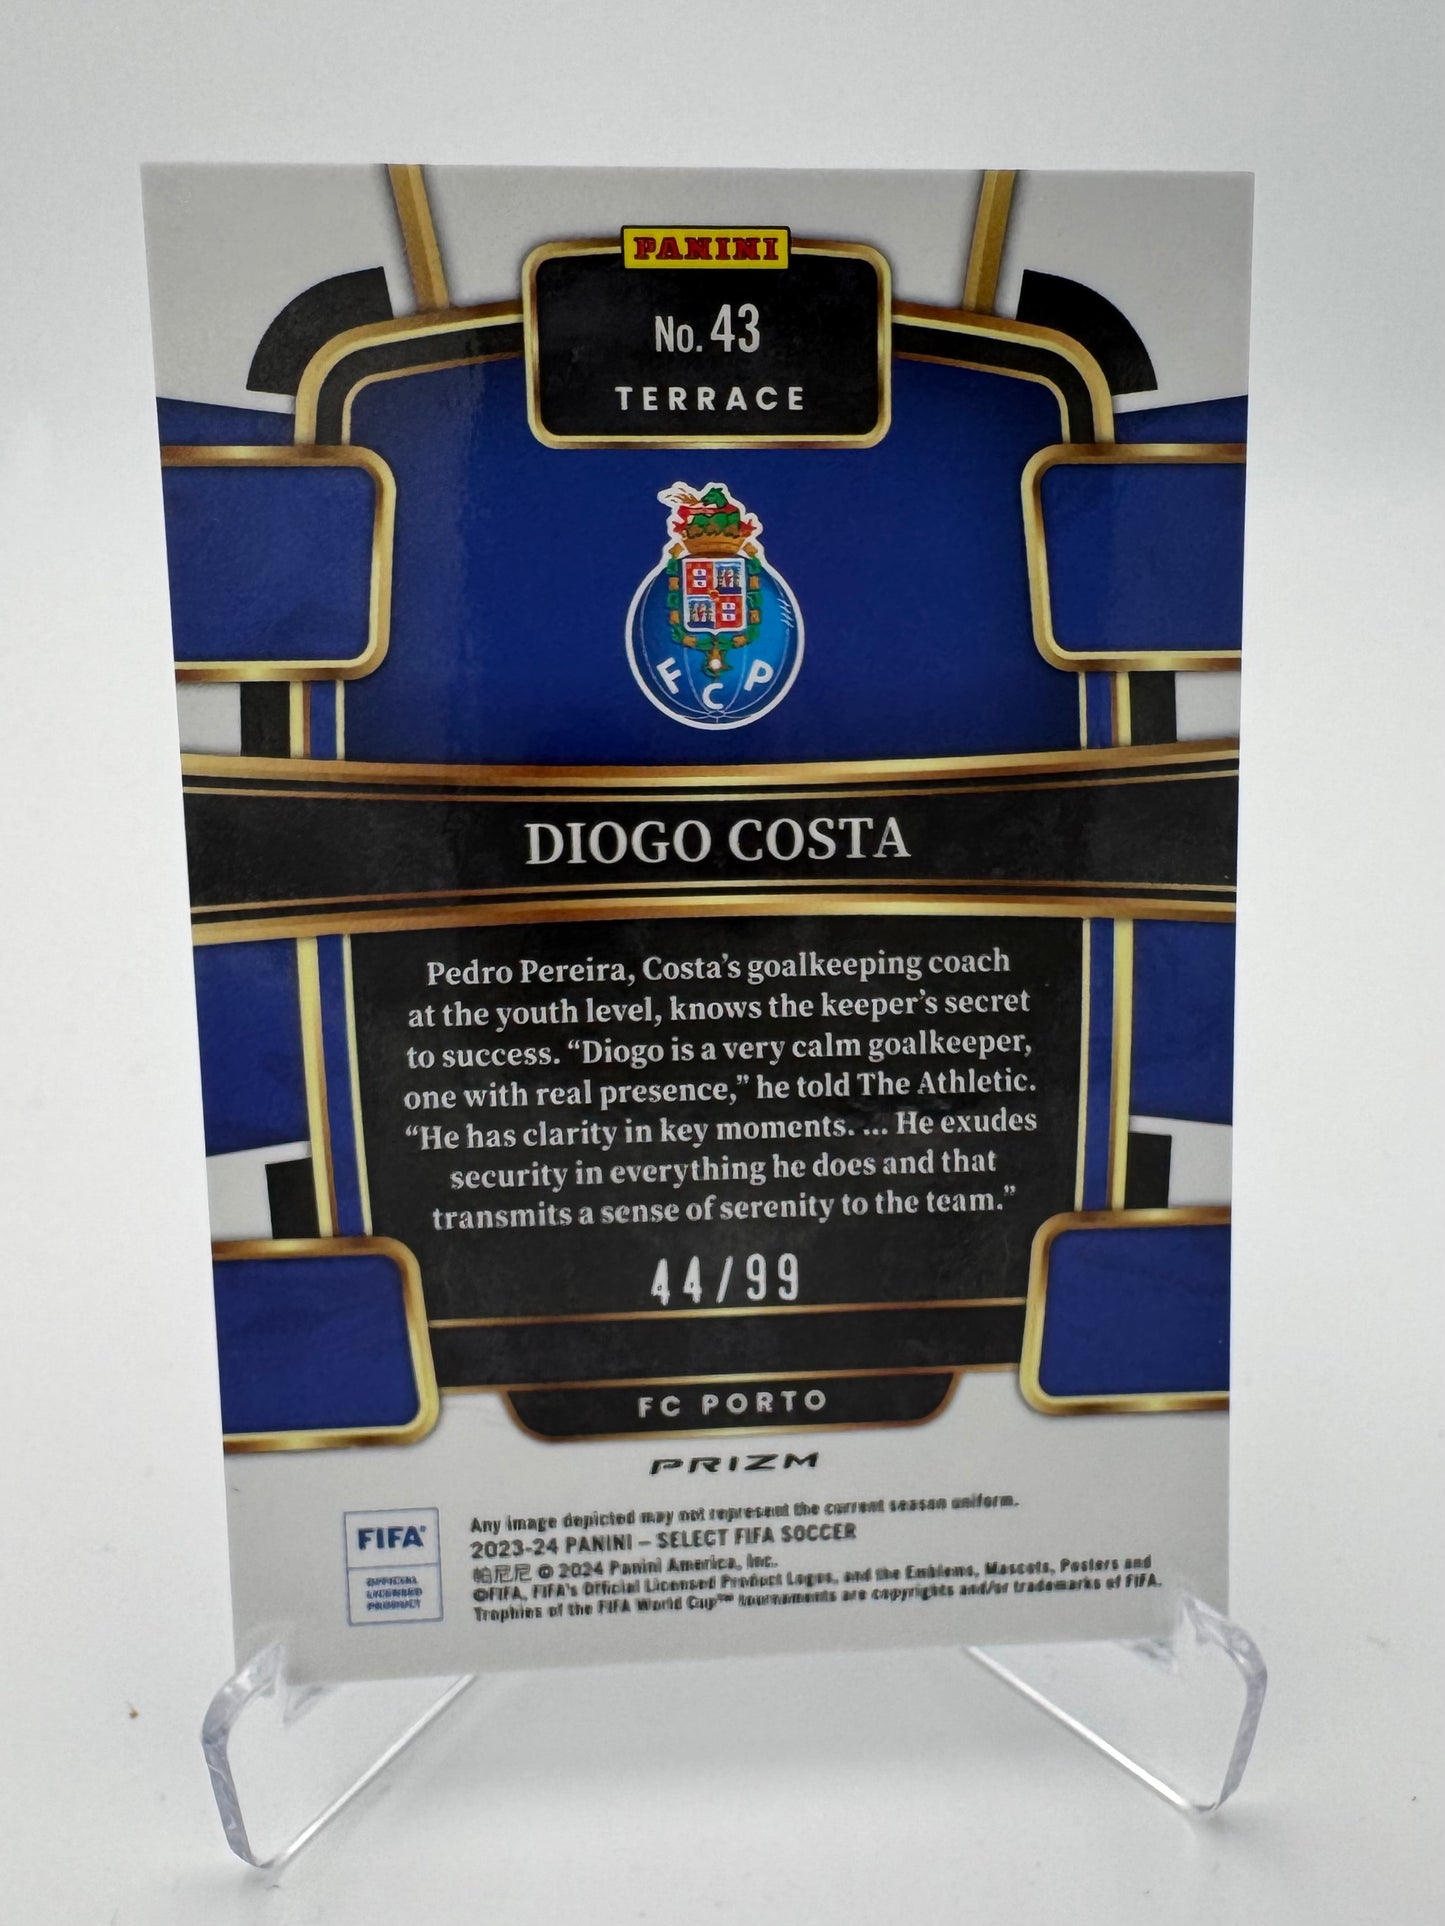 PANINI
No. 43
TERRACE
F C P
DIOGO COSTA
Pedro Pereira, Costa’s goalkeeping coach
at the youth level, knows the keeper’s secret
to success. “Diogo is a very calm goalkeeper,
one with real presence,” he told The Athletic.
“He has clarity in key moments. ... He exudes
security in everything he does and that
transmits a sense of serenity to the team.”
44/99
FC PORTO
PRIZM
FIFA®
OFFICIAL
LICENSED
PRODUCT
Any image depicted may not represent the current season uniform.
2023-24 PANINI – SELECT FIFA SOCCER
帕尼尼 © 2024 Panini America, Inc.
©FIFA, FIFA's Official Licensed Product Logos, and the Emblems, Mascots, Posters and
Trophies of the FIFA World Cup™ tournaments are copyrights and/or trademarks of FIFA.